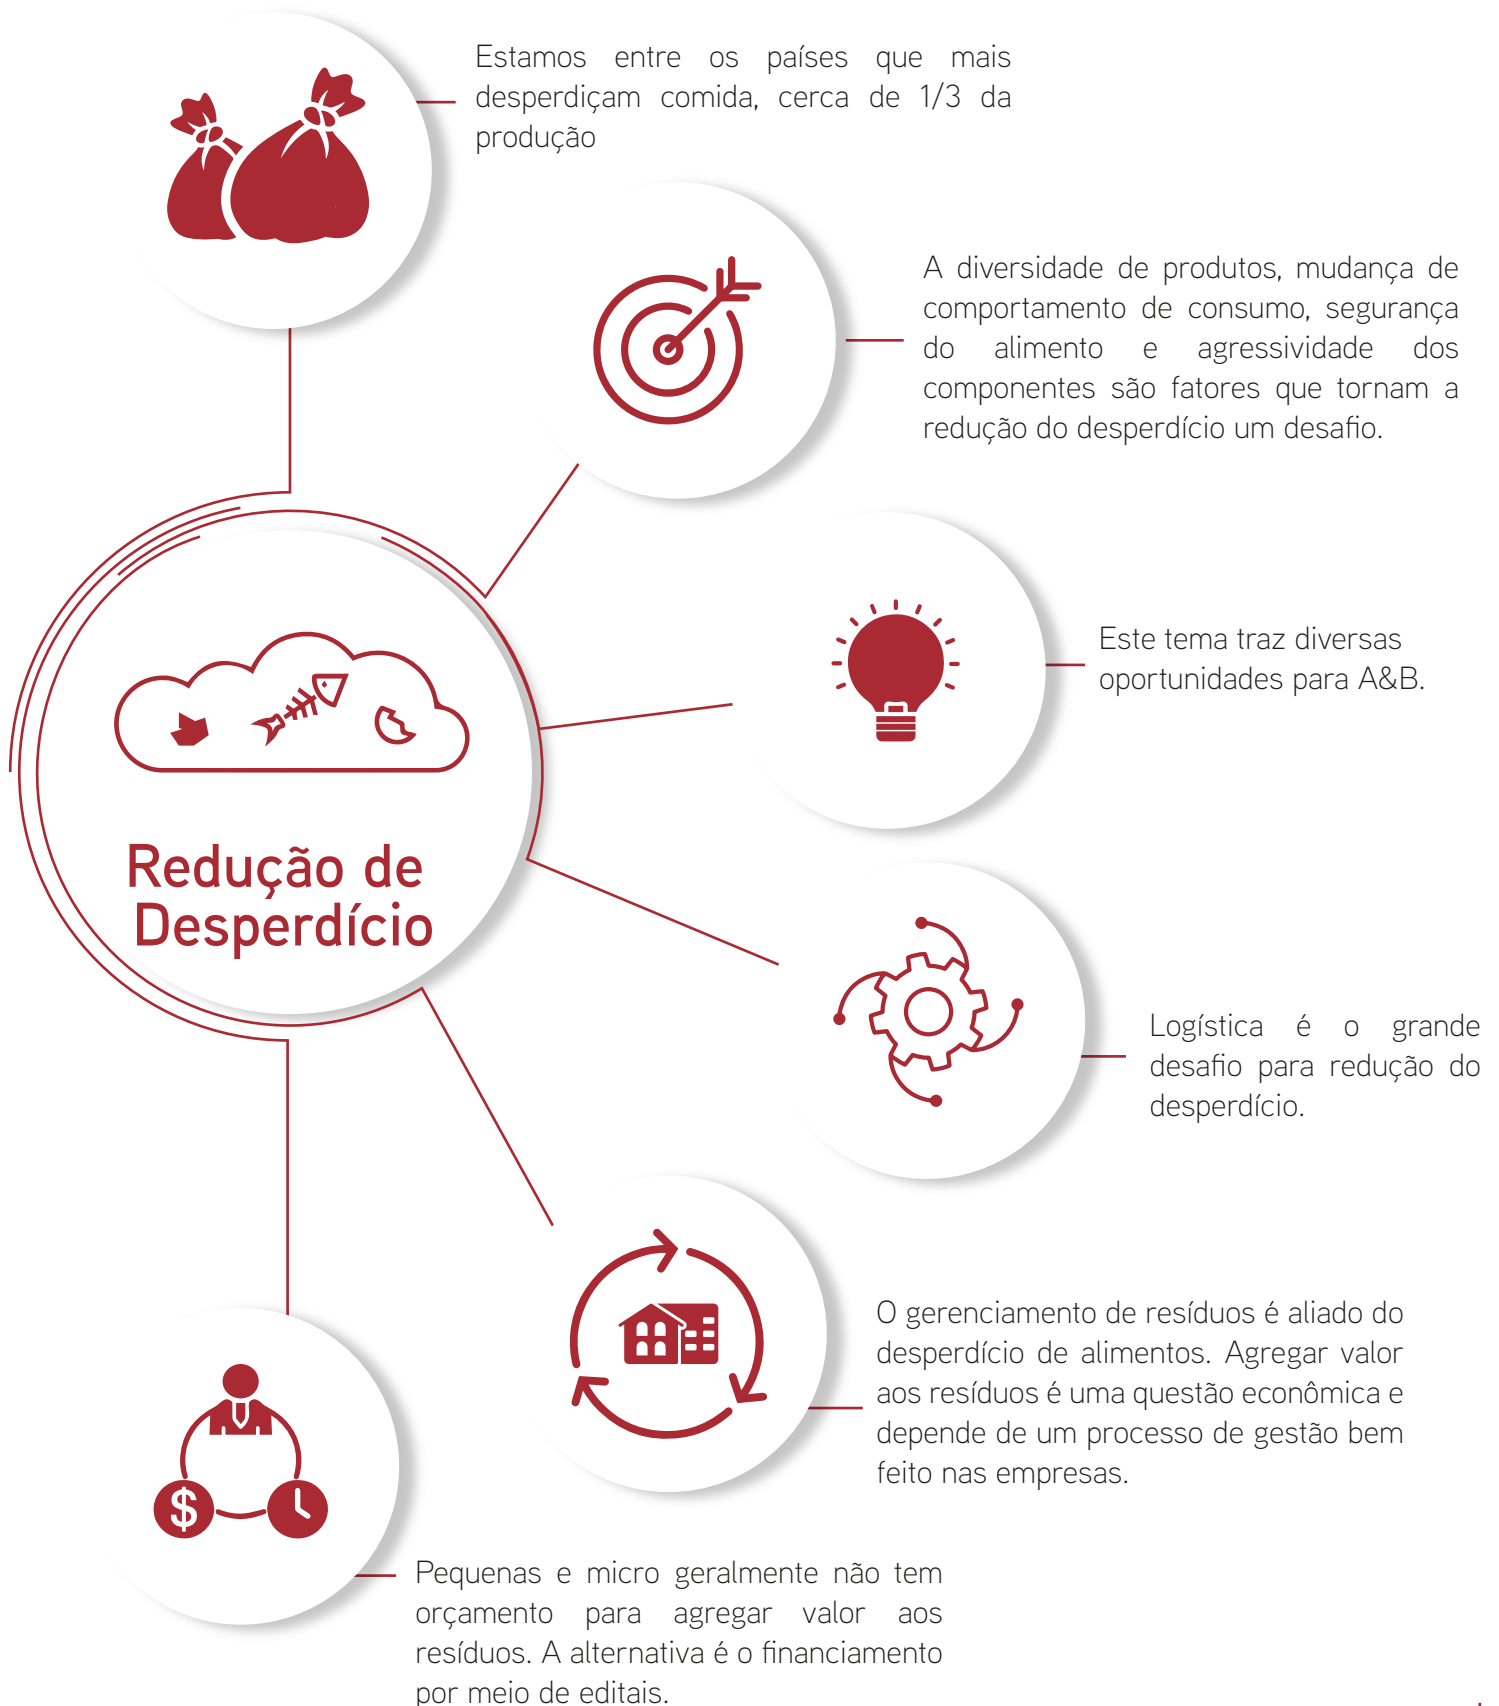 Estamos entre os países que mais
desperdiçam comida, cerca de 1/3 da
produção
A diversidade de produtos, mudança de
comportamento de consumo, segurança
do alimento e agressividade dos
componentes são fatores que tornam a
redução do desperdício um desafio.
Este tema traz diversas
oportunidades para A&B.
Redução de
Desperdício
Logística é o grande
desafio para redução do
desperdício.
O gerenciamento de resíduos é aliado do
desperdício de alimentos. Agregar valor
aos resíduos é uma questão econômica e
depende de um processo de gestão bem
feito nas empresas.
$
Pequenas e micro geralmente não tem
orçamento para agregar valor aos
resíduos. A alternativa é o financiamento
por meio de editais.